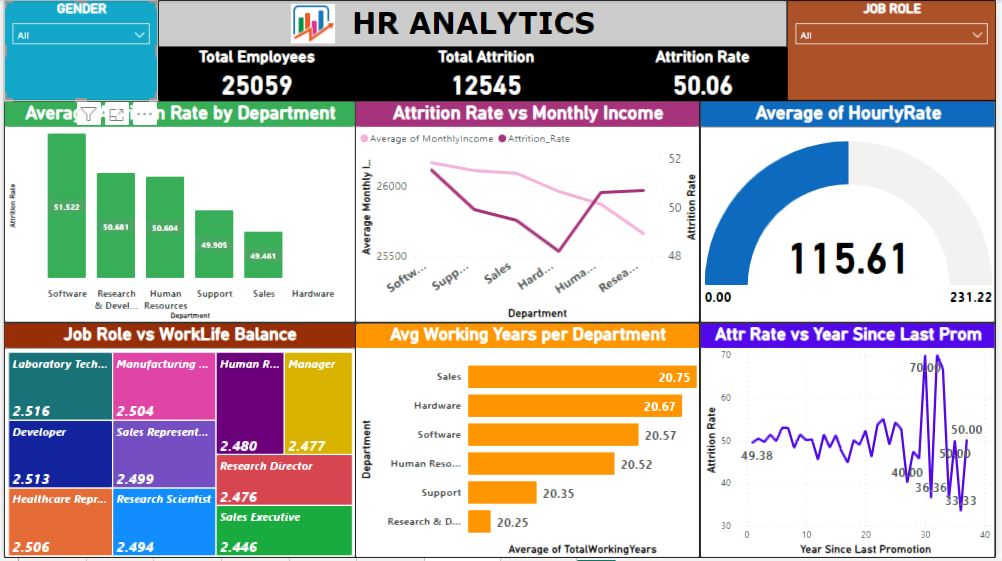 GENDER
All
HR ANALYTICS
JOB ROLE
All
Total Employees
25059
Total Attrition
12545
Attrition Rate
50.06
Rate by Department
Attrition Rate
51.522
50.681
50.604
49.905
49.461
Software
Research
& Devel...
Human
Resources
Support
Sales
Hardware
Department
Attrition Rate vs Monthly Income
Average of MonthlyIncome
Attrition_Rate
Average Monthly I...
26000
25500
52
50
48
Attrition Rate
Softw...
Supp...
Sales
Hard...
Huma...
Resea...
Department
Average of HourlyRate
115.61
0.00
231.22
Job Role vs WorkLife Balance
Laboratory Tech...
2.516
Developer
2.513
Healthcare Repr...
2.506
Manufacturing ...
2.504
Sales Represent...
2.499
Research Scientist
2.494
Human R...
2.480
Manager
2.477
Research Director
2.476
Sales Executive
2.446
Avg Working Years per Department
Department
Sales
20.75
Hardware
20.67
Software
20.57
Human Reso...
20.52
Support
20.35
Research & D...
20.25
Average of TotalWorkingYears
Attr Rate vs Year Since Last Prom
Attrition Rate
70
60
50
40
30
49.38
40.00
70.00
36.36
50.00
50.00
33.33
0
10
20
30
40
Year Since Last Promotion